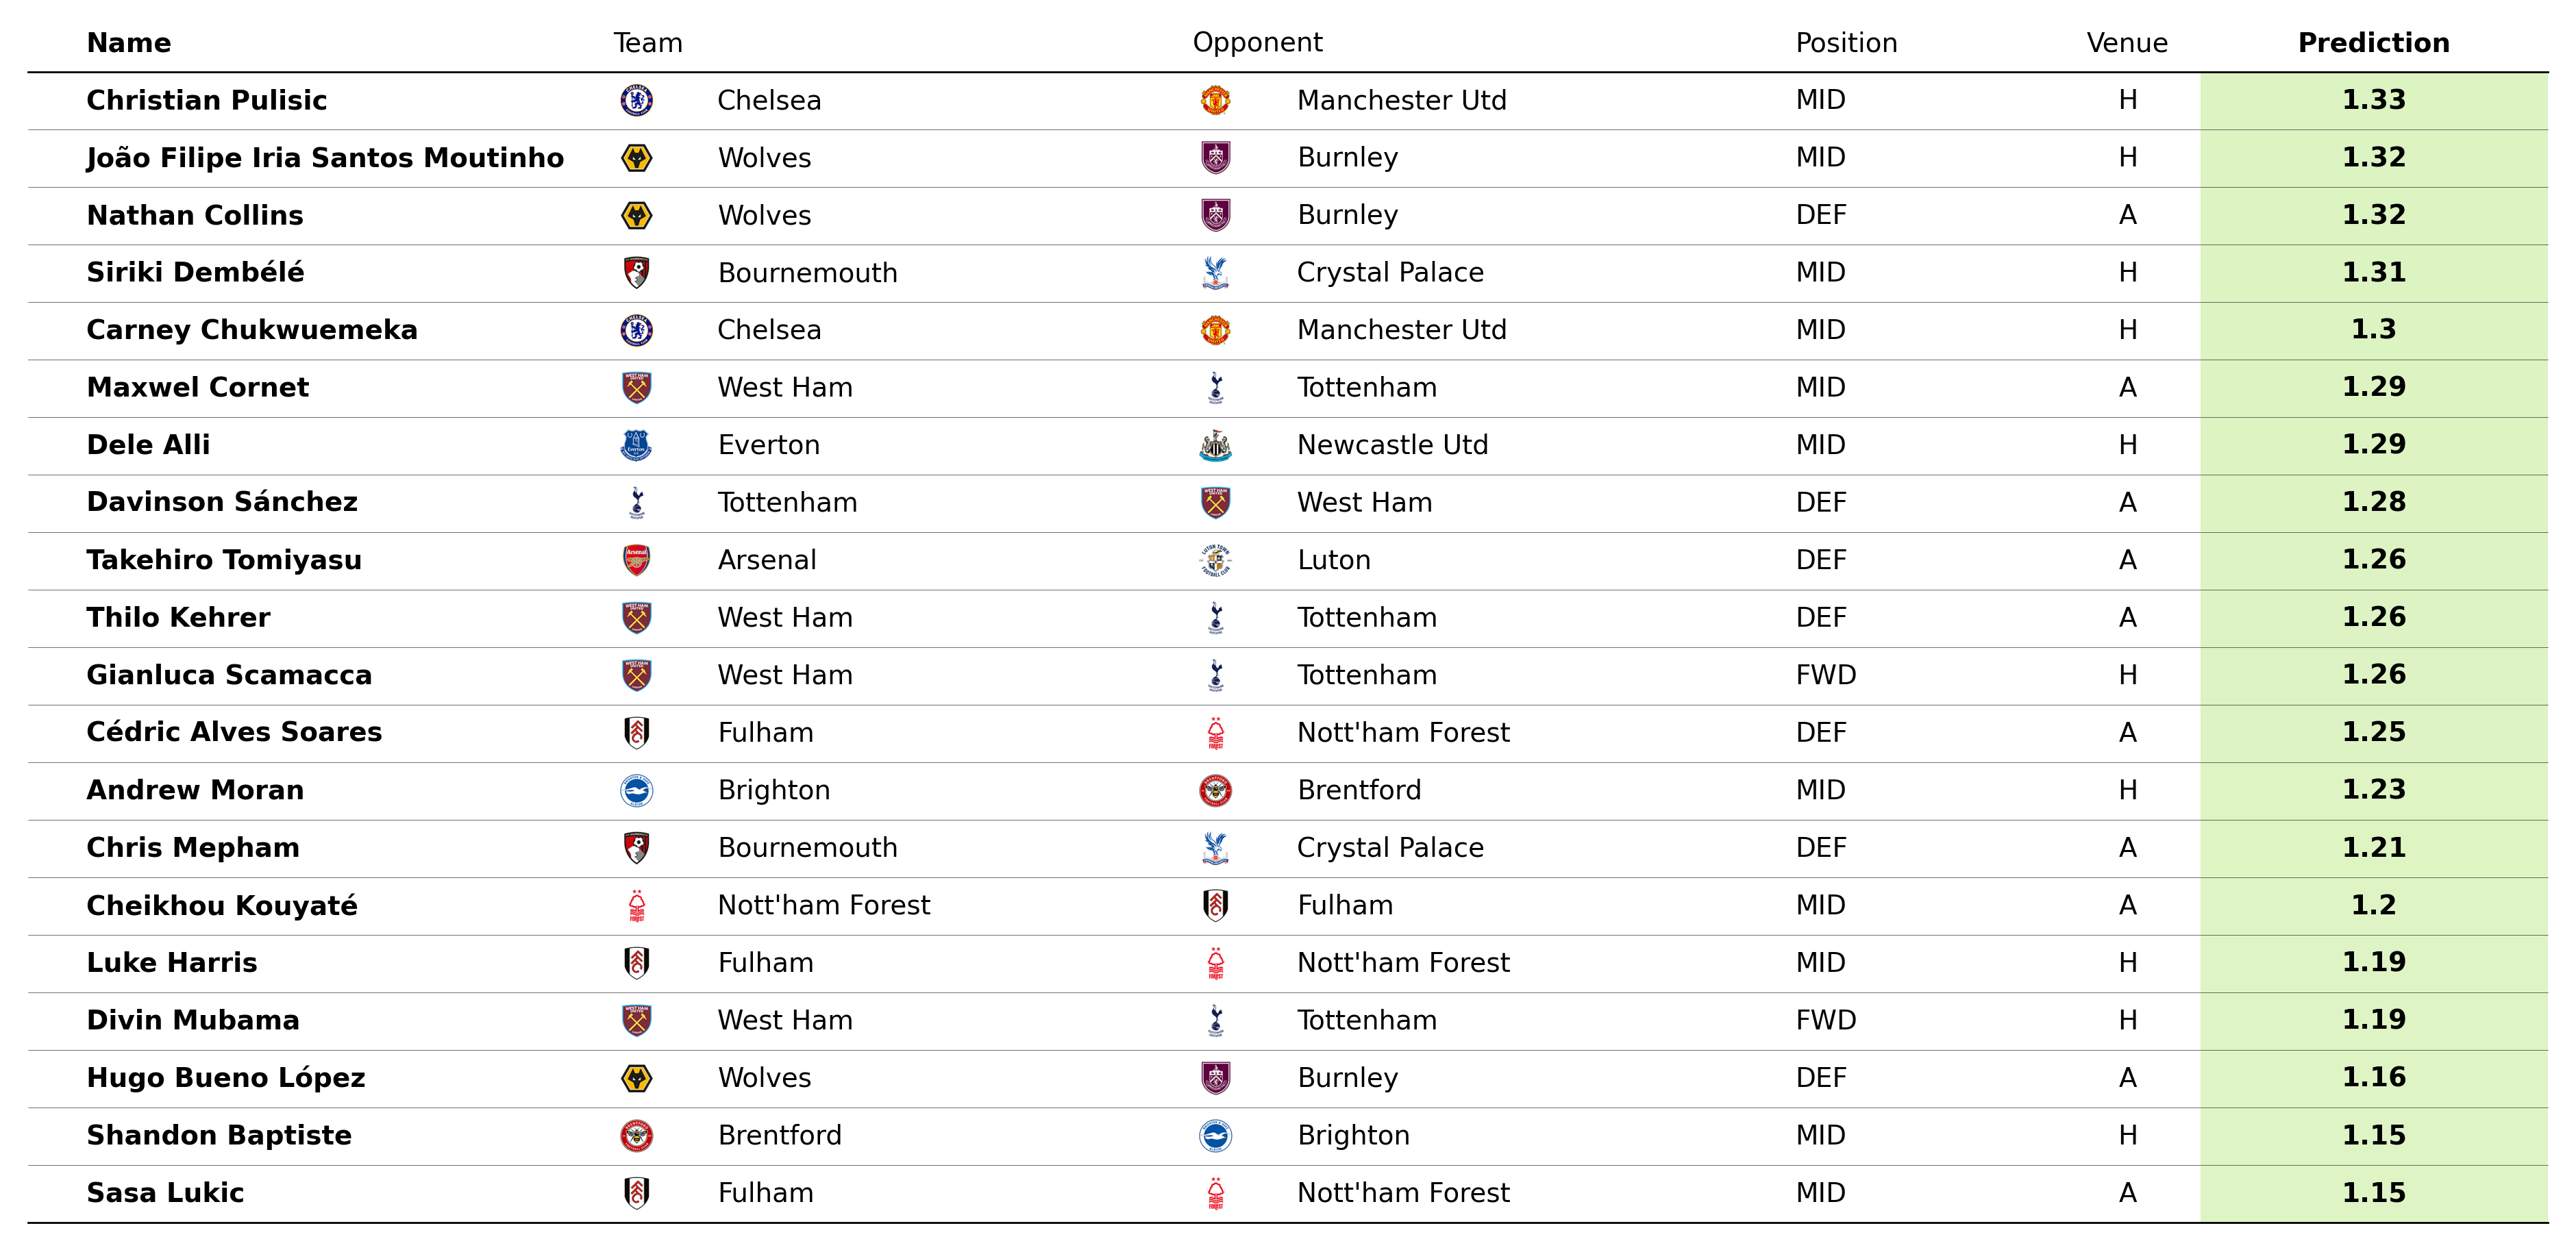 Name Team Opponent Position Venue Prediction
Christian Pulisic Chelsea Manchester Utd MID H 1.33
João Filipe Iria Santos Moutinho Wolves Burnley MID H 1.32
Nathan Collins Wolves Burnley DEF A 1.32
Siriki Dembélé Bournemouth Crystal Palace MID H 1.31
Carney Chukwuemeka Chelsea Manchester Utd MID H 1.3
Maxwel Cornet West Ham Tottenham MID A 1.29
Dele Alli Everton Newcastle Utd MID H 1.29
Davinson Sánchez Tottenham West Ham DEF A 1.28
Takehiro Tomiyasu Arsenal Luton DEF A 1.26
Thilo Kehrer West Ham Tottenham DEF A 1.26
Gianluca Scamacca West Ham Tottenham FWD H 1.26
Cédric Alves Soares Fulham Nott'ham Forest DEF A 1.25
Andrew Moran Brighton Brentford MID H 1.23
Chris Mepham Bournemouth Crystal Palace DEF A 1.21
Cheikhou Kouyaté Nott'ham Forest Fulham MID A 1.2
Luke Harris Fulham Nott'ham Forest MID H 1.19
Divin Mubama West Ham Tottenham FWD H 1.19
Hugo Bueno López Wolves Burnley DEF A 1.16
Shandon Baptiste Brentford Brighton MID H 1.15
Sasa Lukic Fulham Nott'ham Forest MID A 1.15